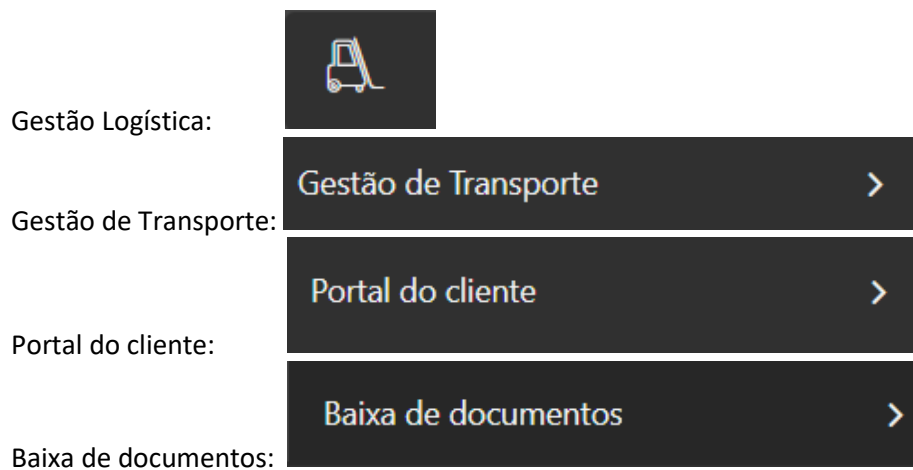 Gestão Logística:
Gestão de Transporte
Gestão de Transporte:
Portal do cliente
Portal do cliente:
Baixa de documentos
Baixa de documentos: